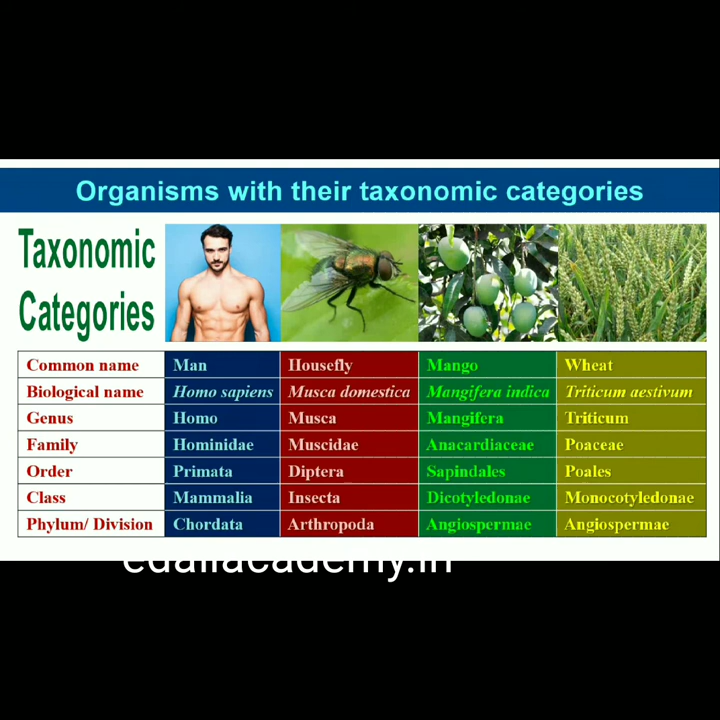 Organisms with their taxonomic categories
Taxonomic
Categories
Common name Man Housefly Mango Wheat
Biological name Homo sapiens Musca domestica Mangifera indica Triticum aestivum
Genus Homo Musca Mangifera Triticum
Family Hominidae Muscidae Anacardiaceae Poaceae
Order Primata Diptera Sapindales Poales
Class Mammalia Insecta Dicotyledonae Monocotyledonae
Phylum/ Division Chordata Arthropoda Angiospermae Angiospermae